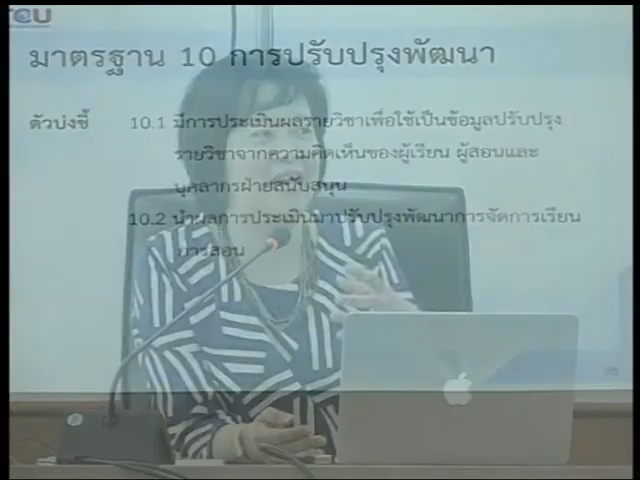 TCU
มาตรฐาน 10 การปรับปรุงพัฒนา
ตัวบ่งชี้ 10.1 มีการประเมินผลรายวิชาเพื่อใช้เป็นข้อมูลปรับปรุง
รายวิชาจากความคิดเห็นของผู้เรียน ผู้สอนและ
บุคลากรฝ่ายสนับสนุน
10.2 นำผลการประเมินมาปรับปรุงพัฒนาการจัดการเรียน
การสอน